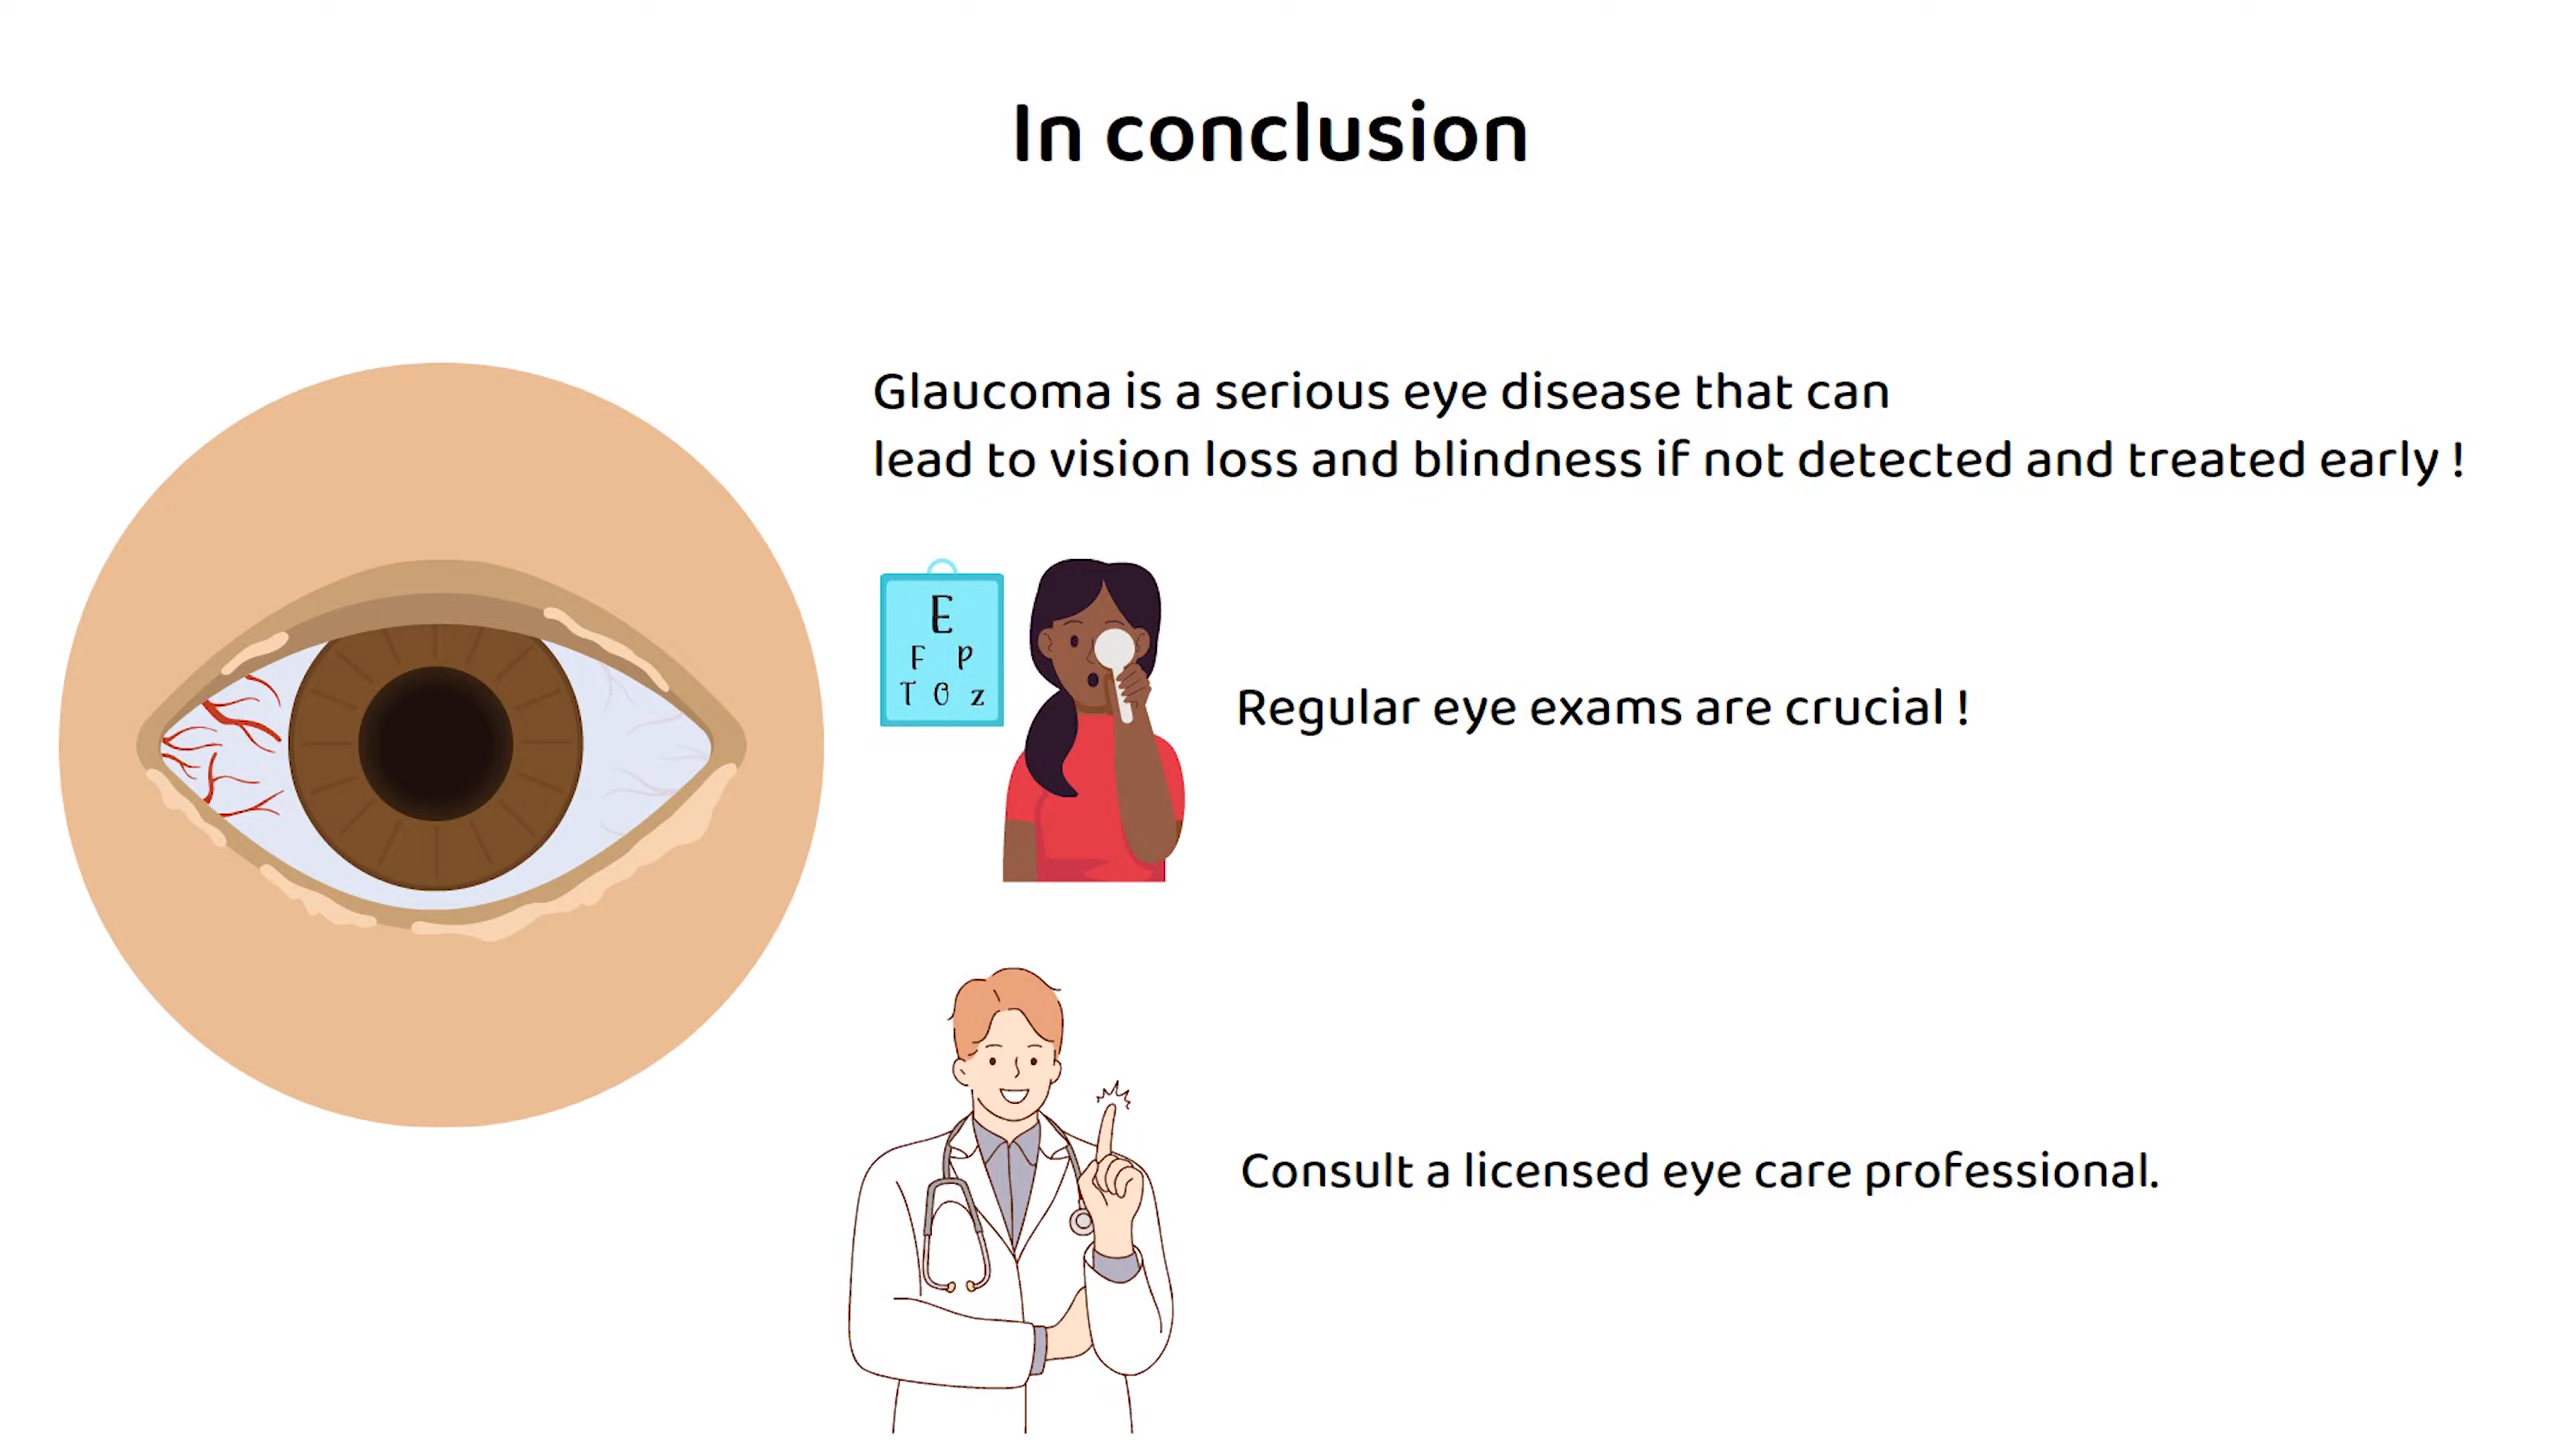 In conclusion
Glaucoma is a serious eye disease that can
lead to vision loss and blindness if not detected and treated early !
E
F P
T O z
Regular eye exams are crucial !
Consult a licensed eye care professional.